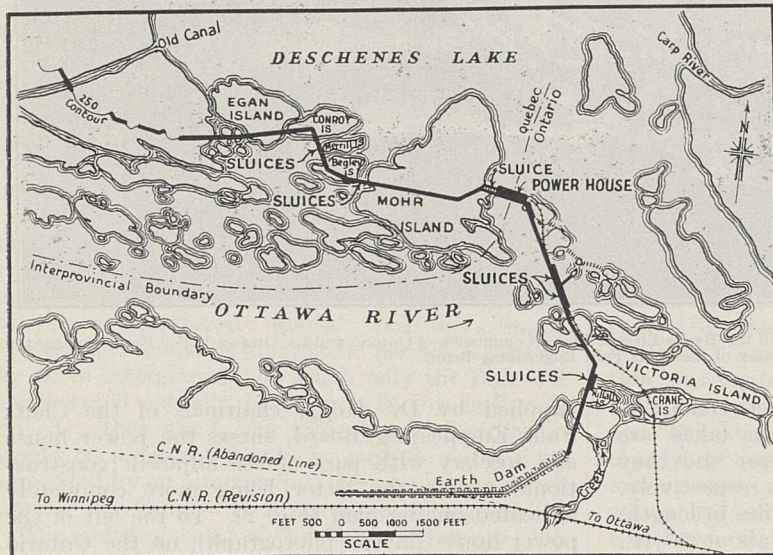 Old Canal
DESCHENES LAKE
Carp River
250
Contour
EGAN
ISLAND
CONROY
IS
Quebec
Ontario
N
Merrill Is
SLUICES
Begley
Is
SLUICE
POWER HOUSE
SLUICES
MOHR
ISLAND
SLUICES
Interprovincial Boundary
OTTAWA RIVER
SLUICES
VICTORIA ISLAND
CRANE
IS
C.N.R. (Abandoned Line)
Earth Dam
Creek
To Winnipeg
C.N.R. (Revision)
To Ottawa
FEET 500 0 500 1000 1500 FEET
SCALE